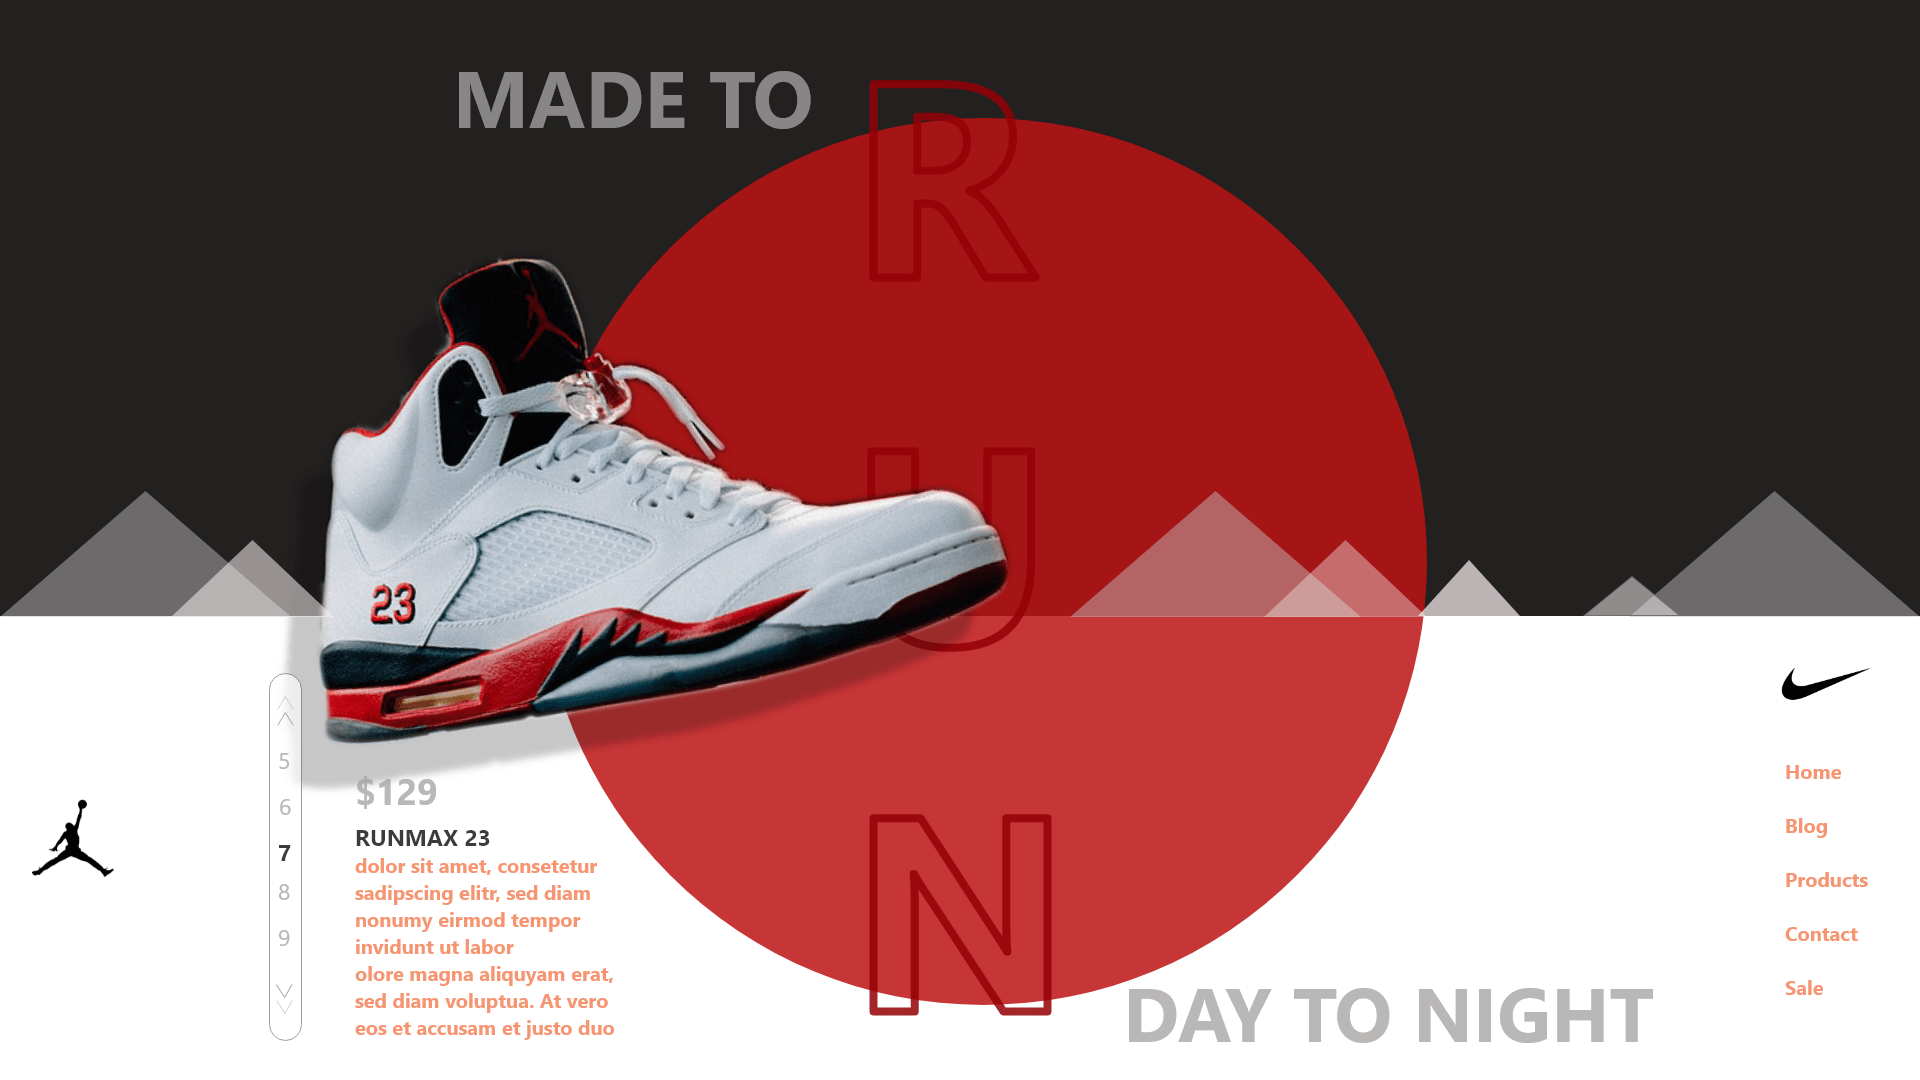 MADE TO
R
U
N
23
5
6
7
8
9
$129
RUNMAX 23
dolor sit amet, consetetur
sadipscing elitr, sed diam
nonumy eirmod tempor
invidunt ut labor
olore magna aliquyam erat,
sed diam voluptua. At vero
eos et accusam et justo duo
DAY TO NIGHT
Home
Blog
Products
Contact
Sale